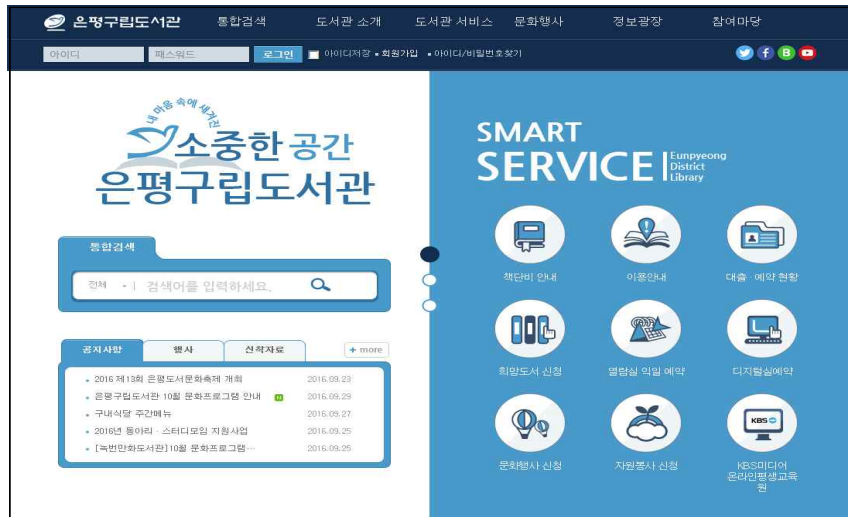 은평구립도서관 통합검색 도서관 소개 도서관 서비스 문화행사 정보광장 참여마당
아이디 패스워드 로그인 아이디저장 회원가입 아이디/비밀번호찾기
내 마음 속에 새겨진
소중한 공간
은평구립도서관
통합검색
전체 검색어를 입력하세요.
공지사항 행사 신착자료 + more
2016 제13회 은평도서문화축제 개최 2016.09.23
은평구립도서관 10월 문화프로그램 안내 2016.09.29
구내식당 주간메뉴 2016.09.27
2016년 동아리 · 스터디모임 지원사업 2016.09.25
[녹번만화도서관]10월 문화프로그램… 2016.09.25
SMART
SERVICE
Eunpyeong
District
Library
책단비 안내 이용안내 대출 · 예약 현황
희망도서 신청 열람실 익일 예약 디지털실예약
KBS
문화행사 신청 자원봉사 신청 KBS미디어
온라인평생교육
원